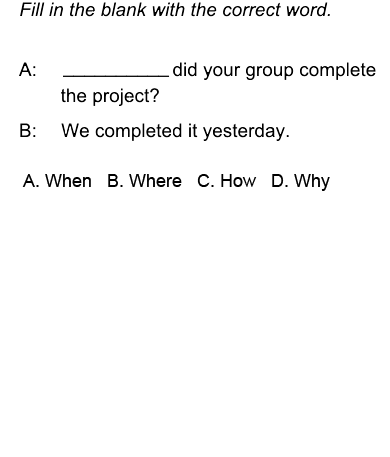 Fill in the blank with the correct word.
A: ___________ did your group complete
the project?
B: We completed it yesterday.
A. When B. Where C. How D. Why